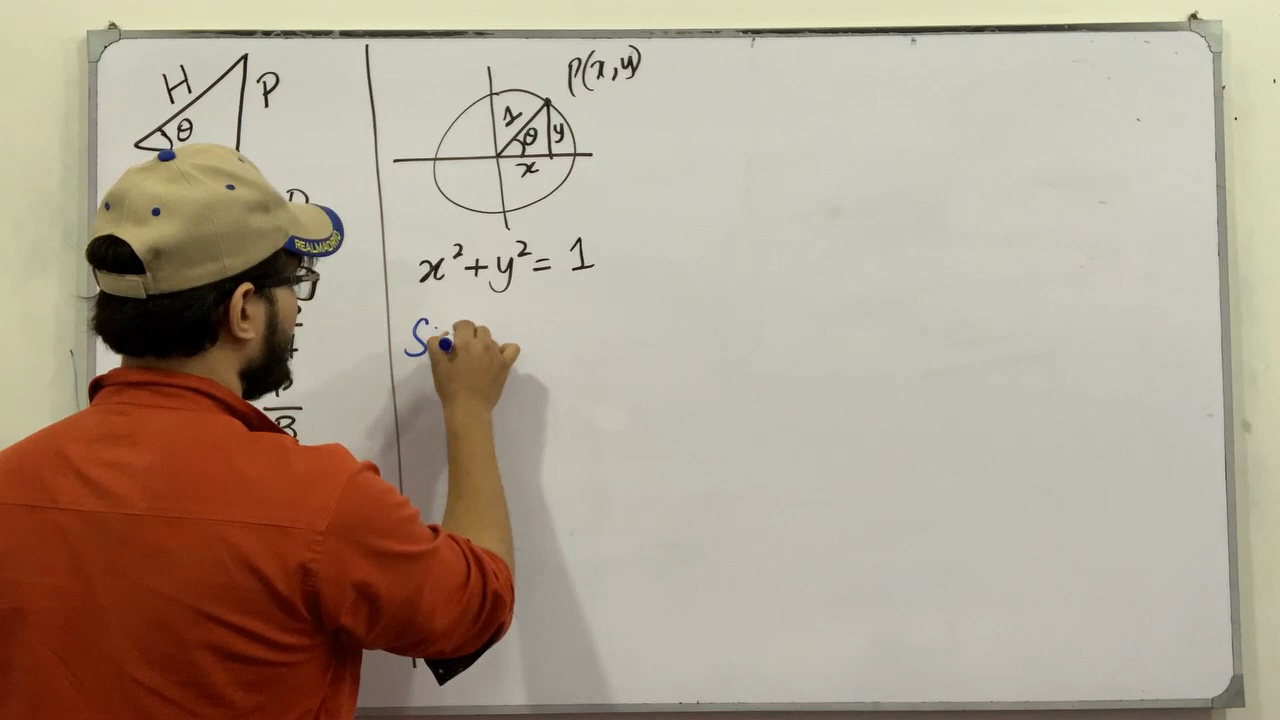 H
P
θ
B
P(x,y)
1
θ
y
x
x² + y² = 1
S
REALMADRID